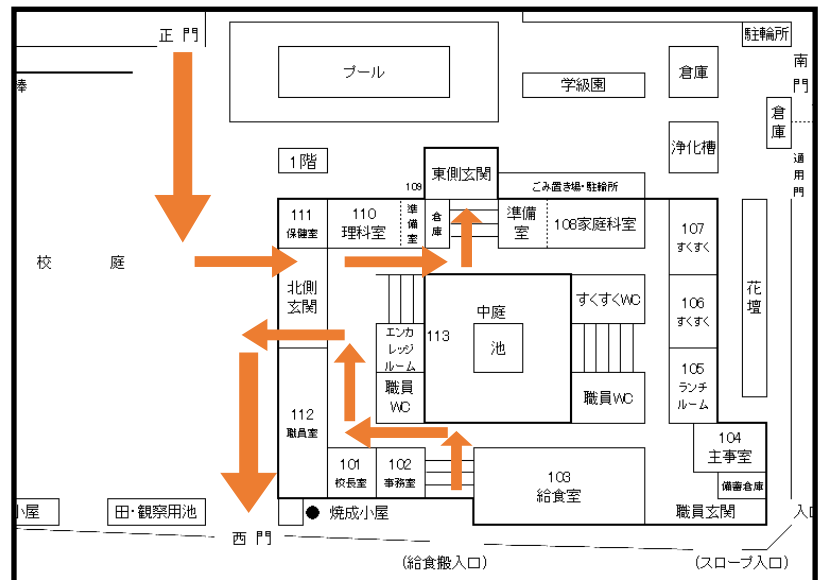 正 門
駐輪所
棒
プール
学級園
倉庫
南
門
倉
庫
浄化槽
通
用
門
1階
東側玄関
109
ごみ置き場・駐輪所
111
保健室
110
理科室
準
備
室
倉
庫
準備
室
108家庭科室
107
すくすく
校 庭
北側
玄関
中庭
池
すくすくWC
106
すくすく
花
壇
エンカ
レッジ
ルーム
113
職員
WC
職員WC
105
ランチ
ルーム
112
職員室
104
主事室
101
校長室
102
事務室
103
給食室
備蓄倉庫
小屋
田・観察用池
焼成小屋
職員玄関
入口
西 門
(給食搬入口)
(スロープ入口)